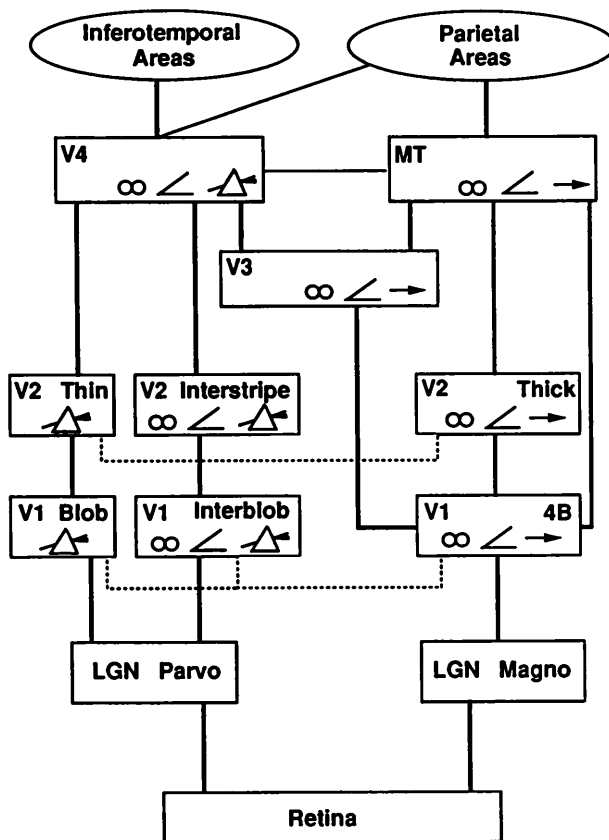 Inferotemporal
Areas
Parietal
Areas
V4
MT
V3
V2 Thin
V2 Interstripe
V2 Thick
V1 Blob
V1 Interblob
V1 4B
LGN Parvo
LGN Magno
Retina